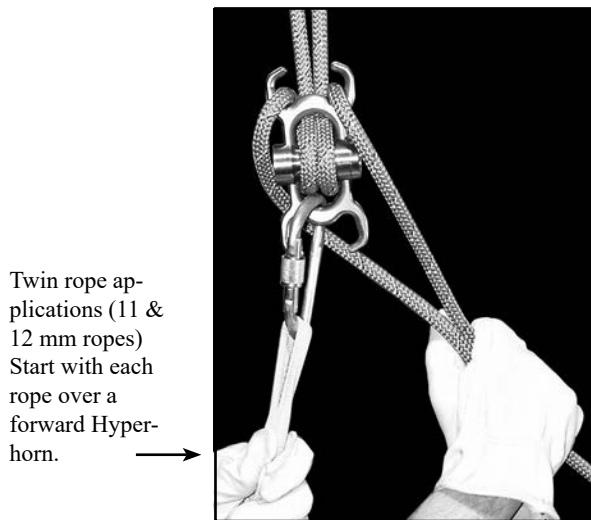 Twin rope ap-
plications (11 &
12 mm ropes)
Start with each
rope over a
forward Hyper-
horn.